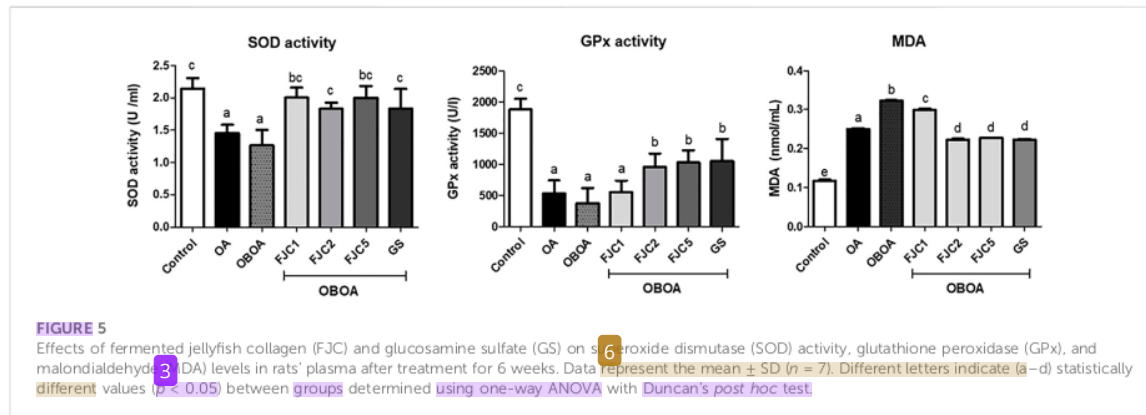 SOD activity
GPx activity
MDA
SOD activity (U /ml)
2.5
2.0
1.5
1.0
0.5
0.0
c
a
a
bc
c
bc
c
Control
OA
OBOA
FJC1
FJC2
FJC5
GS
OBOA
GPx activity (U/l)
2500
2000
1500
1000
500
0
c
a
a
a
b
b
b
Control
OA
OBOA
FJC1
FJC2
FJC5
GS
OBOA
MDA (nmol/mL)
0.4
0.3
0.2
0.1
0.0
e
a
b
c
d
d
d
Control
OA
OBOA
FJC1
FJC2
FJC5
GS
OBOA
FIGURE 5
Effects of fermented jellyfish collagen (FJC) and glucosamine sulfate (GS) on dismutase (SOD) activity, glutathione peroxidase (GPx), and
6
malondialdehyde levels in rats' plasma after treatment for 6 weeks. Data represent the mean ± SD (n = 7). Different letters indicate (a–d) statistically
3
different values (p < 0.05) between groups determined using one-way ANOVA with Duncan's post hoc test.